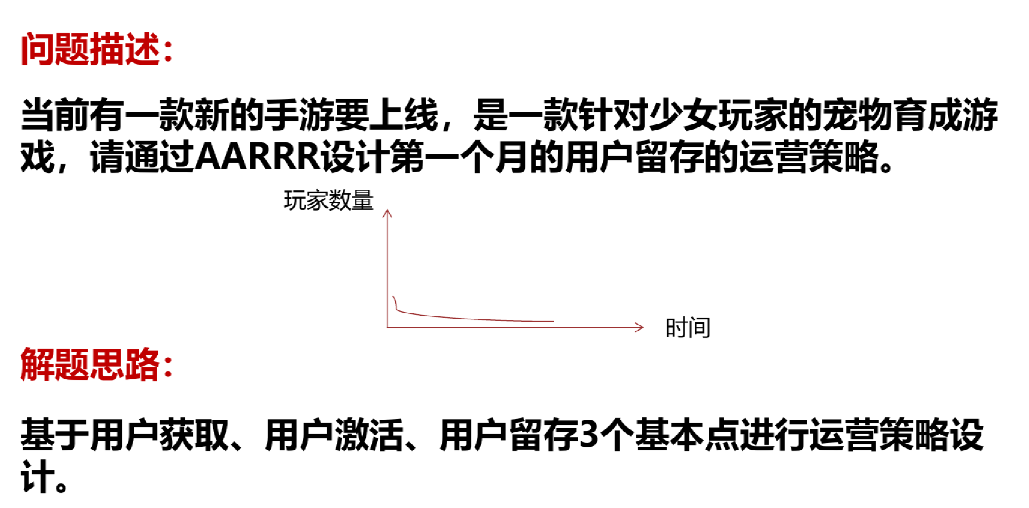 问题描述：
当前有一款新的手游要上线，是一款针对少女玩家的宠物育成游
戏，请通过AARRR设计第一个月的用户留存的运营策略。
玩家数量
时间
解题思路：
基于用户获取、用户激活、用户留存3个基本点进行运营策略设
计。